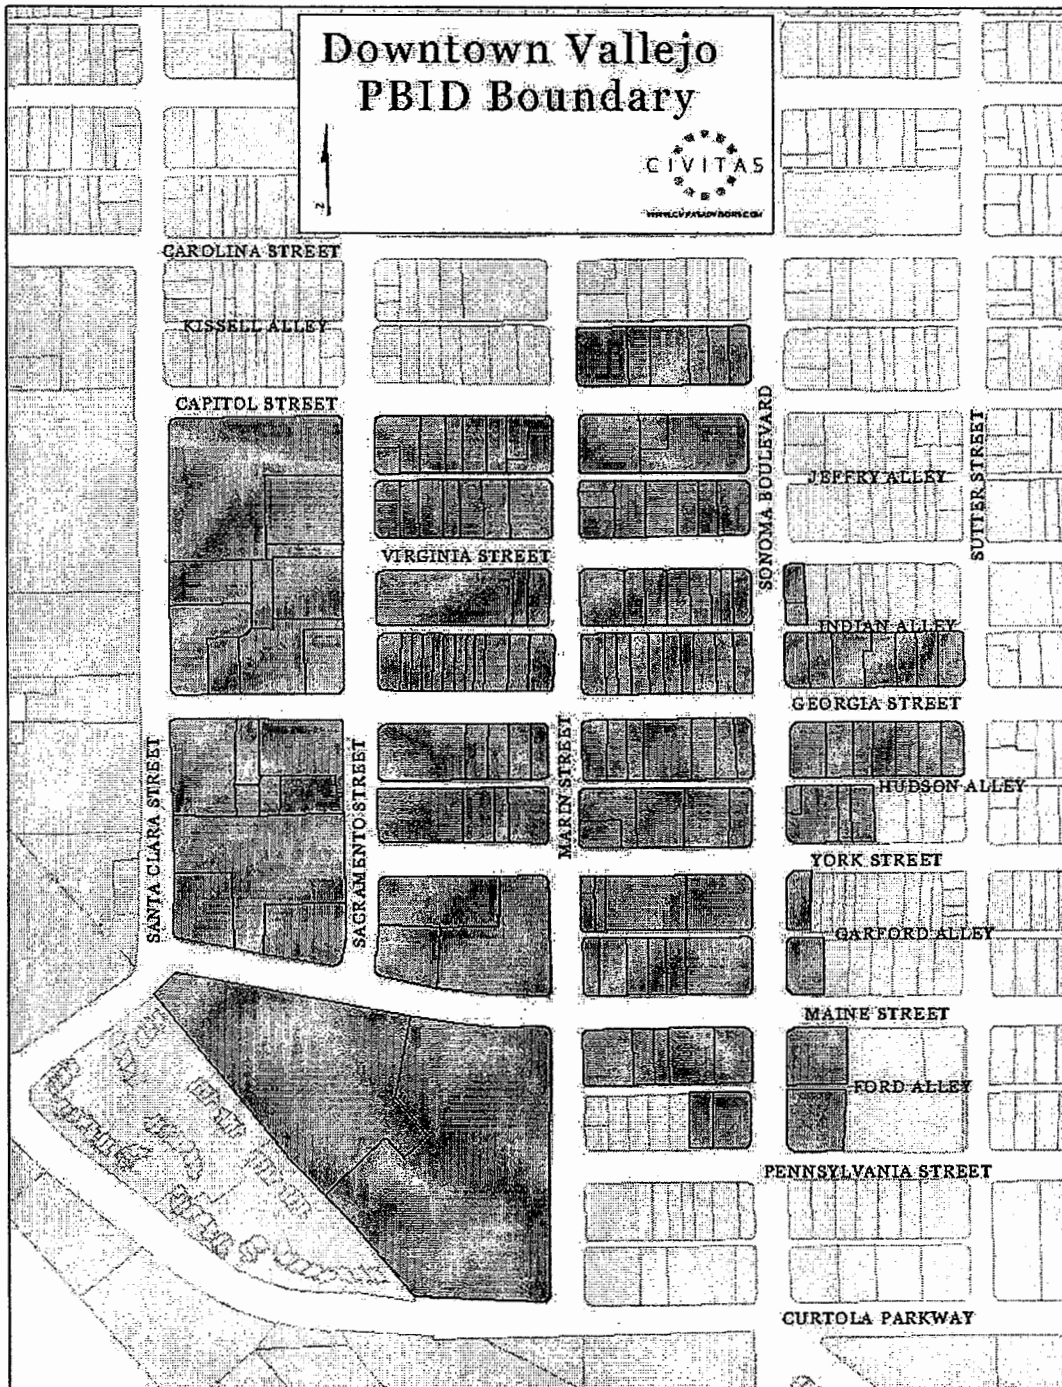 Downtown Vallejo
PBID Boundary
CIVITAS
Z
CAROLINA STREET
KISSELL ALLEY
CAPITOL STREET
SONOMA BOULEVARD
SUTTER STREET
JEFFRY ALLEY
VIRGINIA STREET
INDIAN ALLEY
GEORGIA STREET
SANTA CLARA STREET
SACRAMENTO STREET
MARIN STREET
HUDSON ALLEY
YORK STREET
GARFORD ALLEY
MAINE STREET
FORD ALLEY
PENNSYLVANIA STREET
CURTOLA PARKWAY